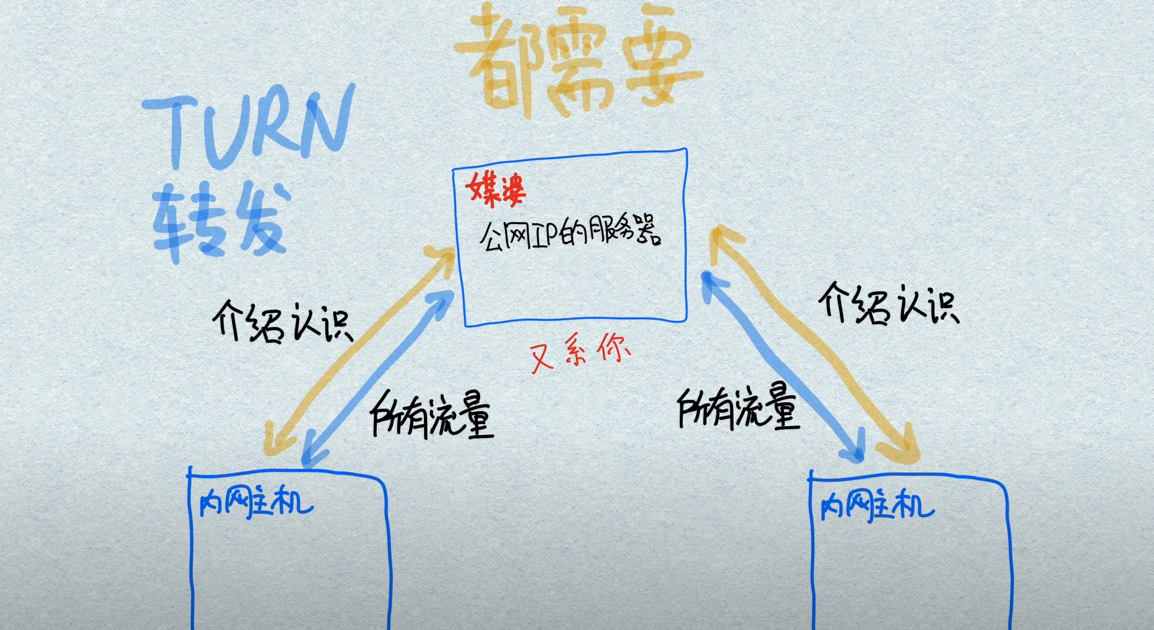 都需要
TURN
转发
媒婆
公网IP的服务器
介绍认识
介绍认识
又系你
所有流量
所有流量
内网主机
内网主机